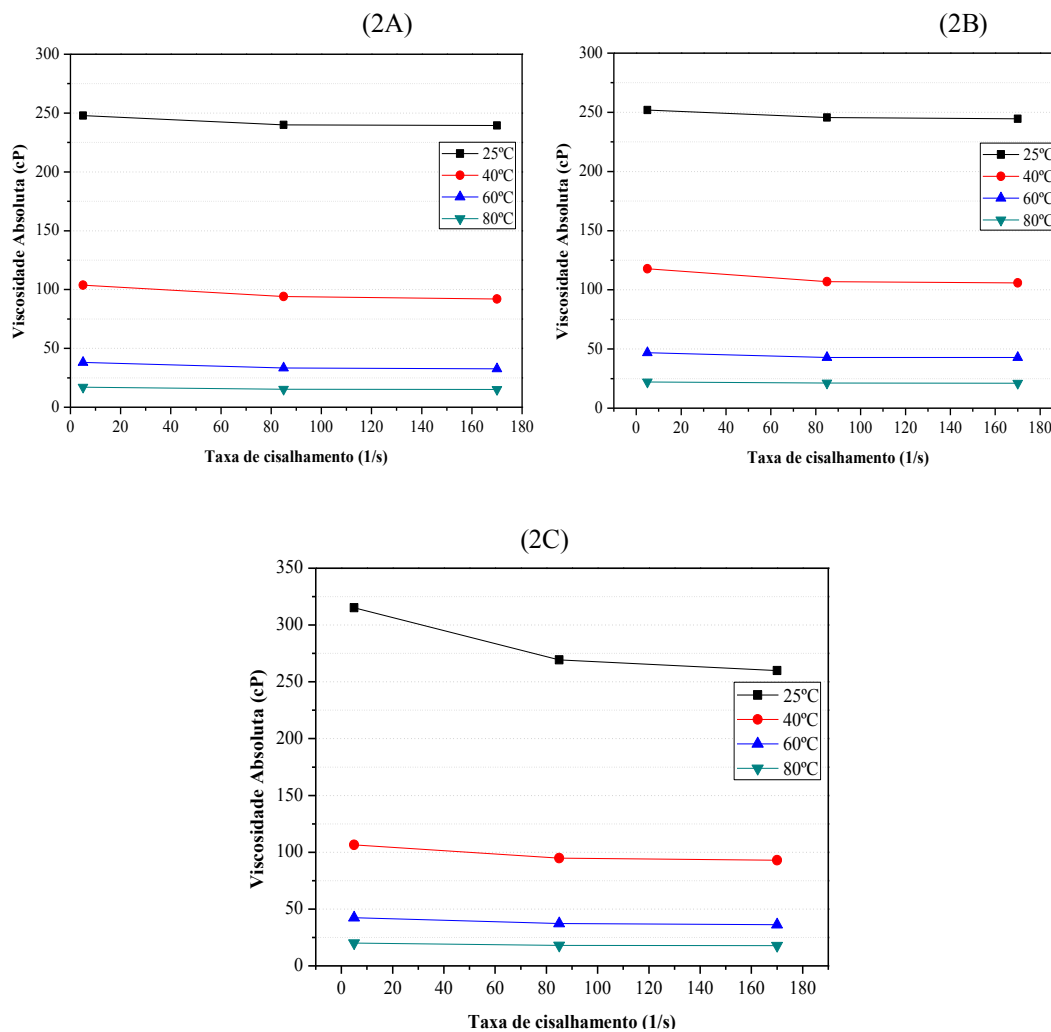 (2A)
300
250
200
150
100
50
0
Viscosidade Absoluta (cP)
25ºC
40ºC
60ºC
80ºC
0 20 40 60 80 100 120 140 160 180
Taxa de cisalhamento (1/s)
(2B)
300
250
200
150
100
50
0
Viscosidade Absoluta (cP)
25ºC
40ºC
60ºC
80ºC
0 20 40 60 80 100 120 140 160 180
Taxa de cisalhamento (1/s)
(2C)
350
300
250
200
150
100
50
0
Viscosidade Absoluta (cP)
25ºC
40ºC
60ºC
80ºC
0 20 40 60 80 100 120 140 160 180
Taxa de cisalhamento (1/s)